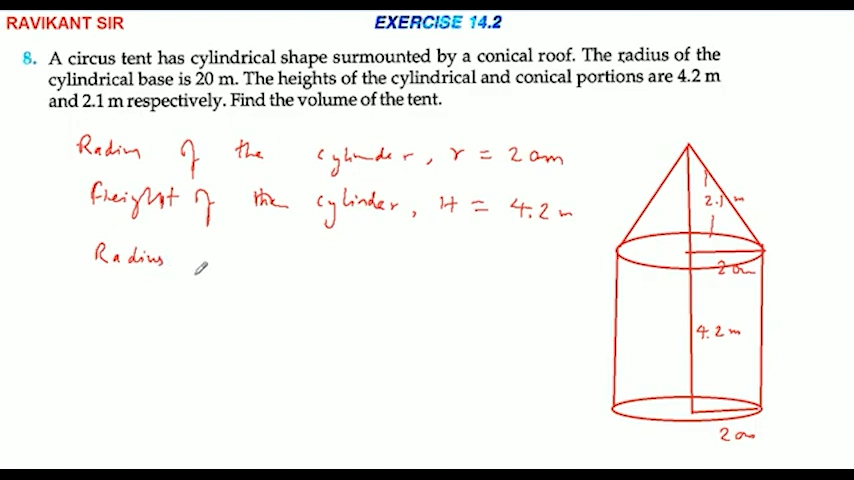 RAVIKANT SIR
EXERCISE 14.2
8. A circus tent has cylindrical shape surmounted by a conical roof. The radius of the
cylindrical base is 20 m. The heights of the cylindrical and conical portions are 4.2 m
and 2.1 m respectively. Find the volume of the tent.
Radius of the cylinder, r = 20m
Height of the cylinder, H = 4.2 m
Radius
2.1 m
20m
4.2 m
20m